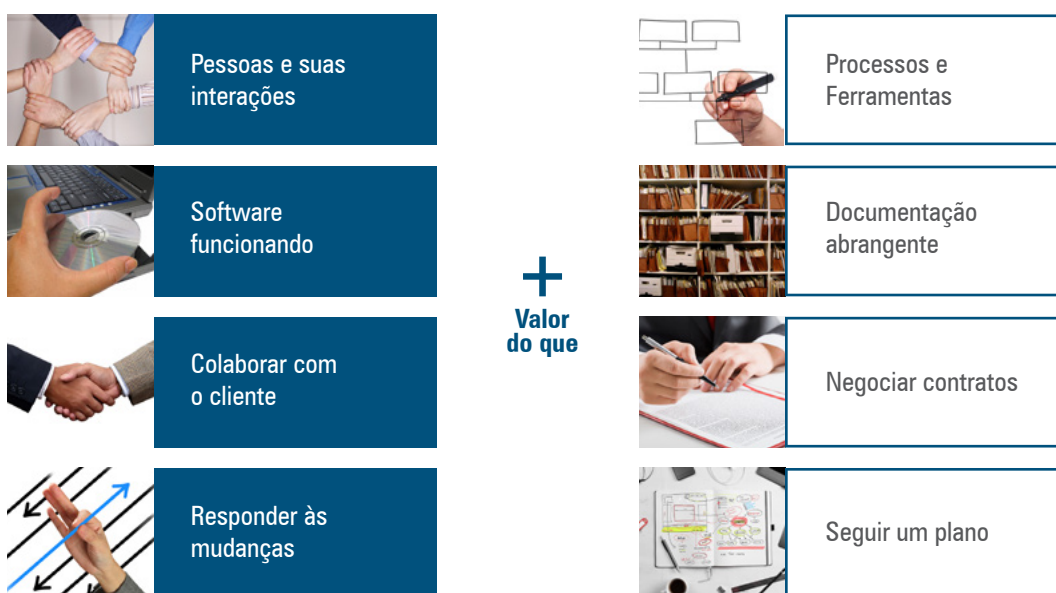 Pessoas e suas
interações
Processos e
Ferramentas
Software
funcionando
Documentação
abrangente
+
Valor
do que
Colaborar com
o cliente
Negociar contratos
Responder às
mudanças
Seguir um plano